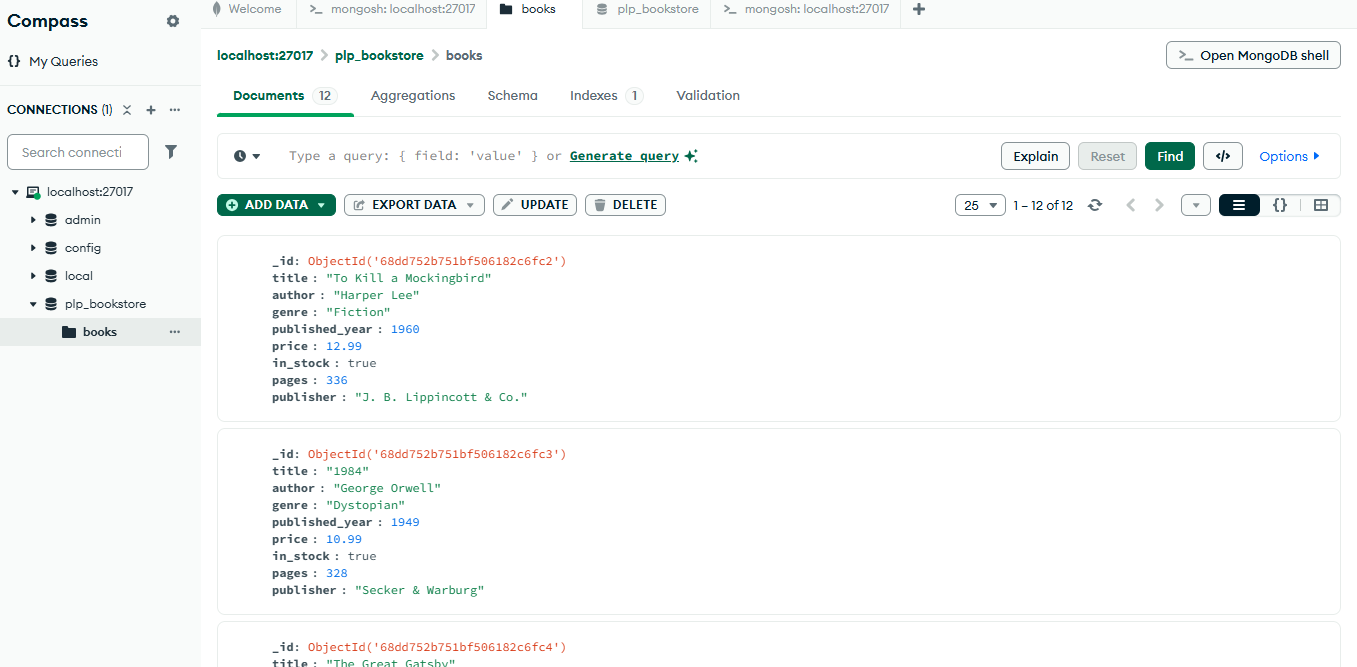 Compass
Welcome
mongosh: localhost:27017
books
plp_bookstore
mongosh: localhost:27017
My Queries
CONNECTIONS (1)
Search connecti
localhost:27017
admin
config
local
plp_bookstore
books
localhost:27017 > plp_bookstore > books
Open MongoDB shell
Documents 12 Aggregations Schema Indexes 1 Validation
Type a query: { field: 'value' } or Generate query
Explain Reset Find </> Options
ADD DATA EXPORT DATA UPDATE DELETE
25 1 – 12 of 12 {}
_id: ObjectId('68dd752b751bf506182c6fc2')
title : "To Kill a Mockingbird"
author : "Harper Lee"
genre : "Fiction"
published_year : 1960
price : 12.99
in_stock : true
pages : 336
publisher : "J. B. Lippincott & Co."
_id: ObjectId('68dd752b751bf506182c6fc3')
title : "1984"
author : "George Orwell"
genre : "Dystopian"
published_year : 1949
price : 10.99
in_stock : true
pages : 328
publisher : "Secker & Warburg"
_id: ObjectId('68dd752b751bf506182c6fc4')
title : "The Great Gatsby"